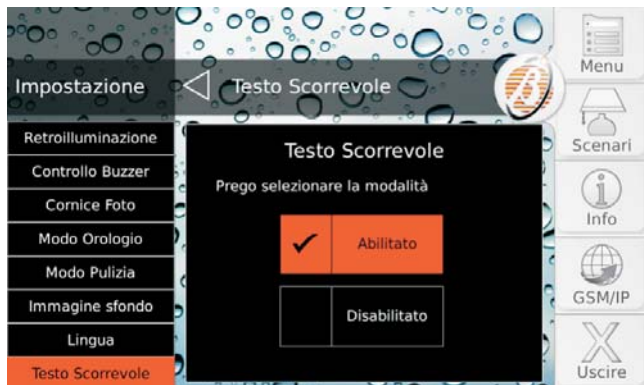 Impostazione
Testo Scorrevole
Retroilluminazione
Controllo Buzzer
Cornice Foto
Modo Orologio
Modo Pulizia
Immagine sfondo
Lingua
Testo Scorrevole
Testo Scorrevole
Prego selezionare la modalità
Abilitato
Disabilitato
Menu
Scenari
Info
GSM/IP
Uscire